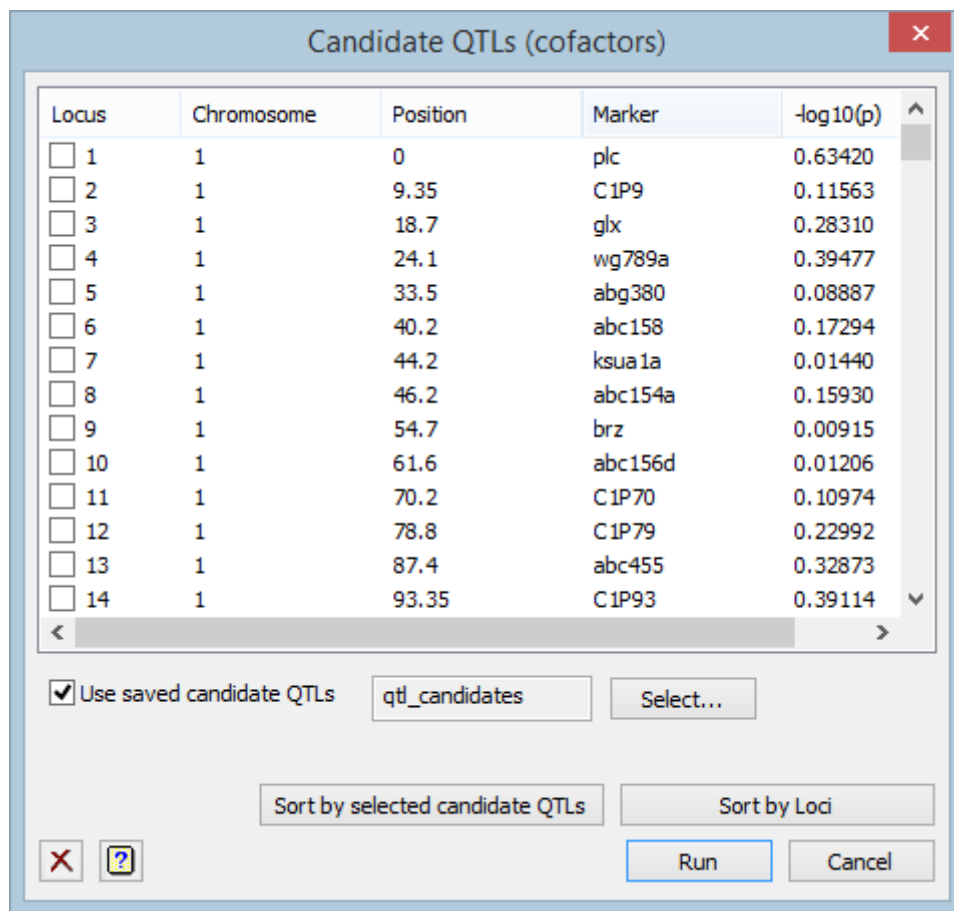 Candidate QTLs (cofactors)
Locus Chromosome Position Marker -log10(p)
1 1 0 plc 0.63420
2 1 9.35 C1P9 0.11563
3 1 18.7 glx 0.28310
4 1 24.1 wg789a 0.39477
5 1 33.5 abg380 0.08887
6 1 40.2 abc158 0.17294
7 1 44.2 ksua1a 0.01440
8 1 46.2 abc154a 0.15930
9 1 54.7 brz 0.00915
10 1 61.6 abc156d 0.01206
11 1 70.2 C1P70 0.10974
12 1 78.8 C1P79 0.22992
13 1 87.4 abc455 0.32873
14 1 93.35 C1P93 0.39114
Use saved candidate QTLs qtl_candidates Select...
Sort by selected candidate QTLs Sort by Loci
? Run Cancel